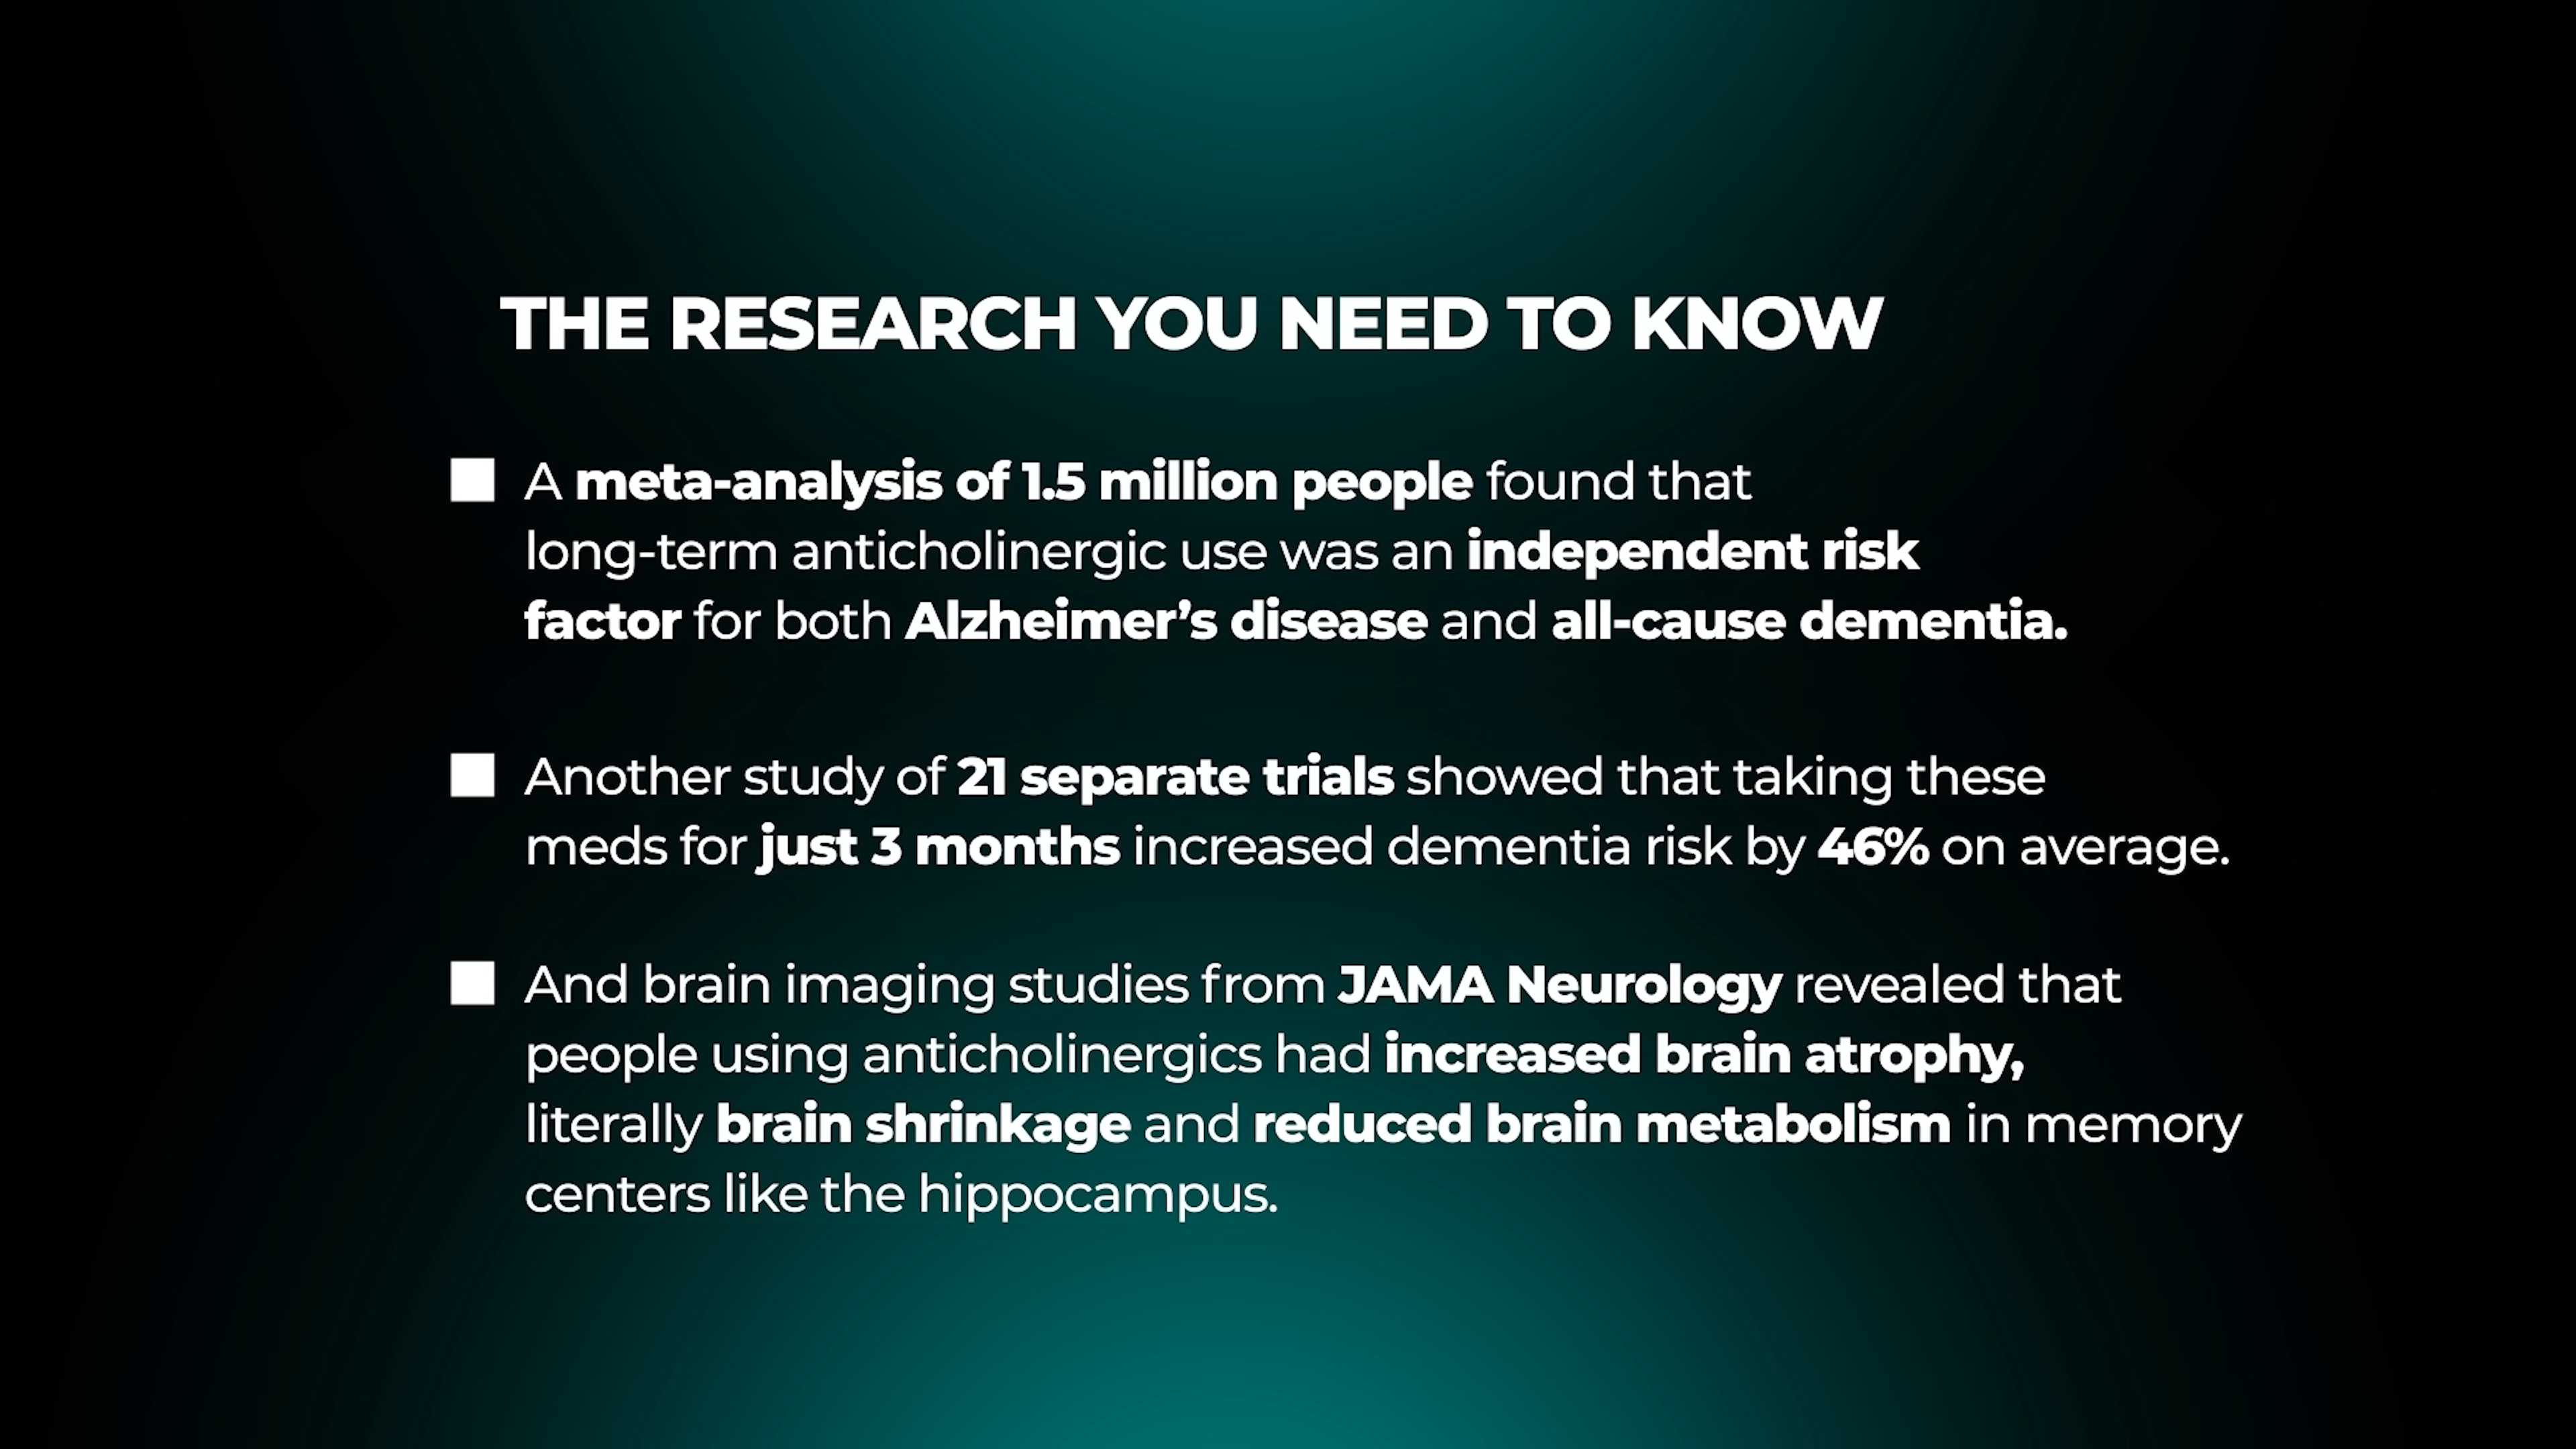 THE RESEARCH YOU NEED TO KNOW
A meta-analysis of 1.5 million people found that
long-term anticholinergic use was an independent risk
factor for both Alzheimer’s disease and all-cause dementia.
Another study of 21 separate trials showed that taking these
meds for just 3 months increased dementia risk by 46% on average.
And brain imaging studies from JAMA Neurology revealed that
people using anticholinergics had increased brain atrophy,
literally brain shrinkage and reduced brain metabolism in memory
centers like the hippocampus.